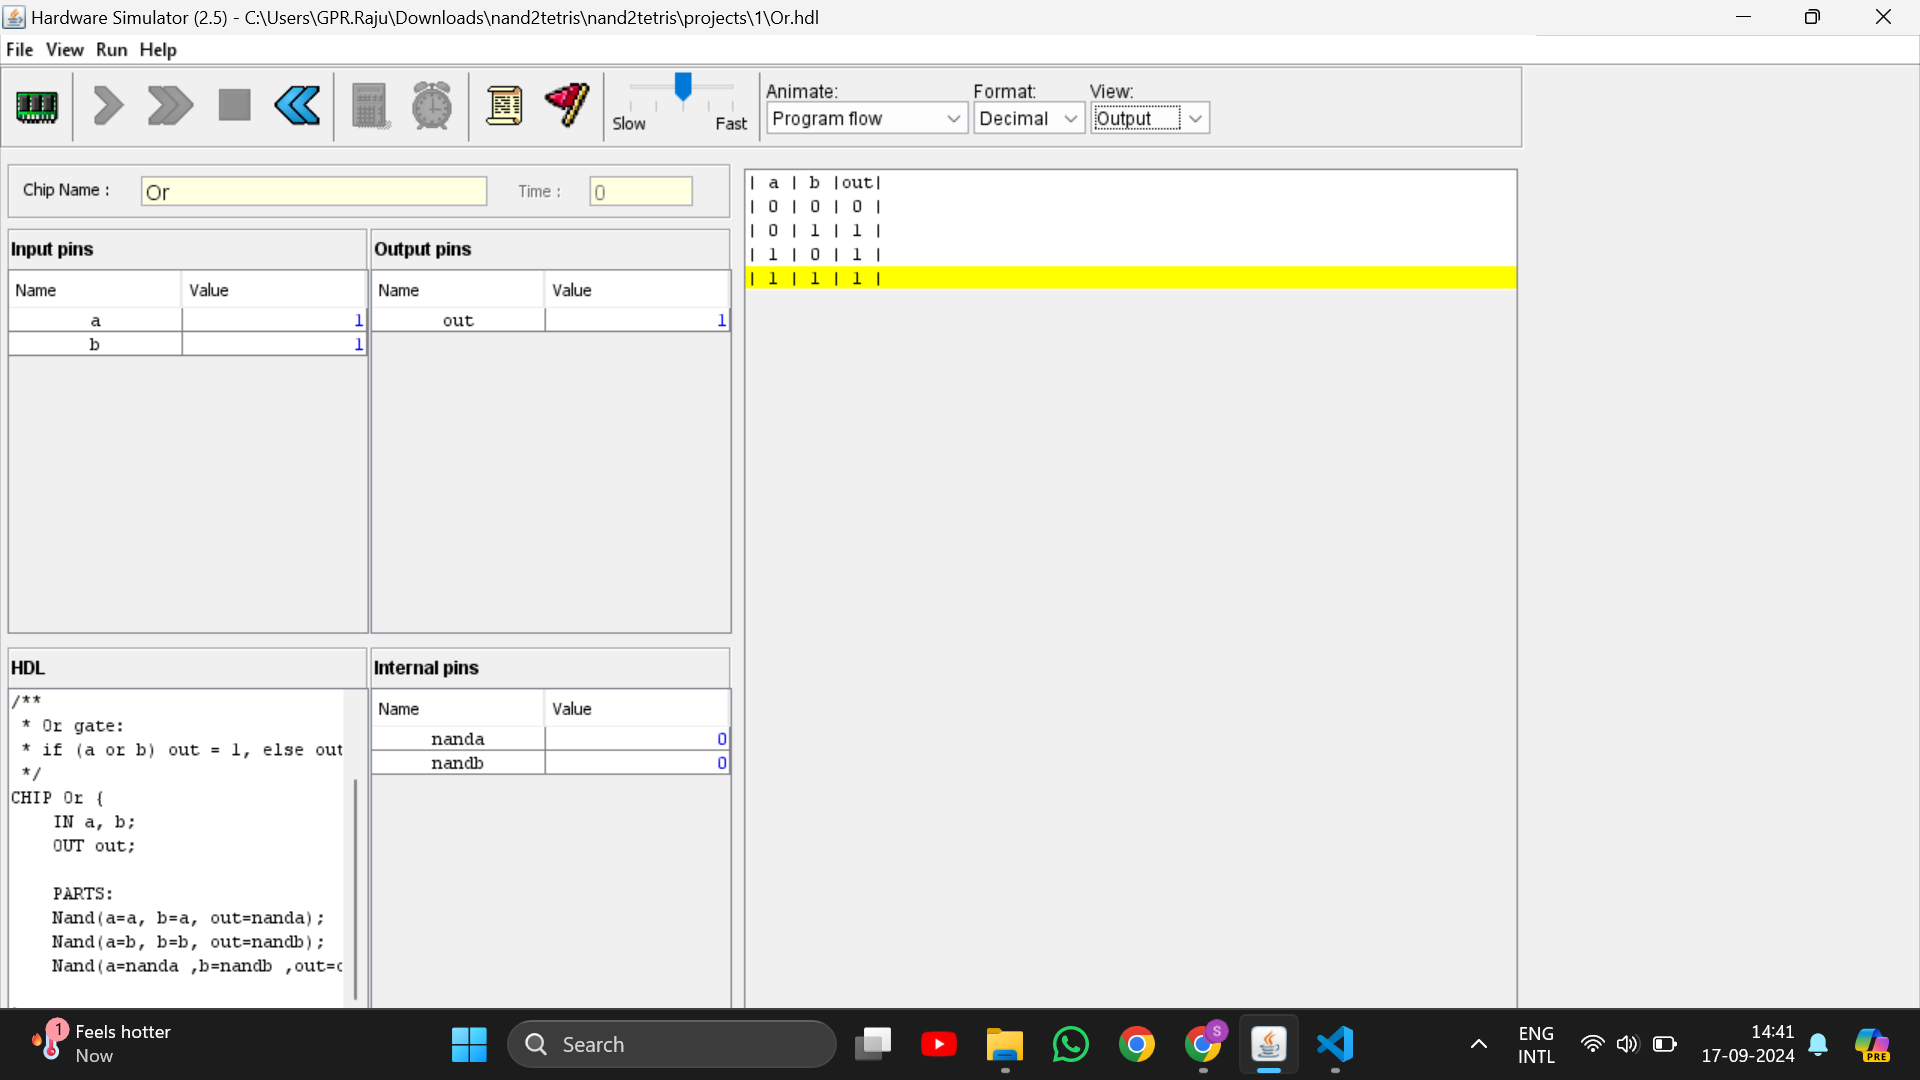 Hardware Simulator (2.5) - C:\Users\GPR.Raju\Downloads\nand2tetris\nand2tetris\projects\1\Or.hdl
File View Run Help
Slow Fast
Animate: Format: View:
Program flow Decimal Output
Chip Name : Or Time : 0
Input pins
Name Value
a 1
b 1
Output pins
Name Value
out 1
| a | b |out|
| 0 | 0 | 0 |
| 0 | 1 | 1 |
| 1 | 0 | 1 |
| 1 | 1 | 1 |
HDL
/**
* Or gate:
* if (a or b) out = 1, else out
*/
CHIP Or {
IN a, b;
OUT out;
PARTS:
Nand(a=a, b=a, out=nanda);
Nand(a=b, b=b, out=nandb);
Nand(a=nanda ,b=nandb ,out=
Internal pins
Name Value
nanda 0
nandb 0
1
Feels hotter
Now
Search
S
ENG
INTL
14:41
17-09-2024
PRE